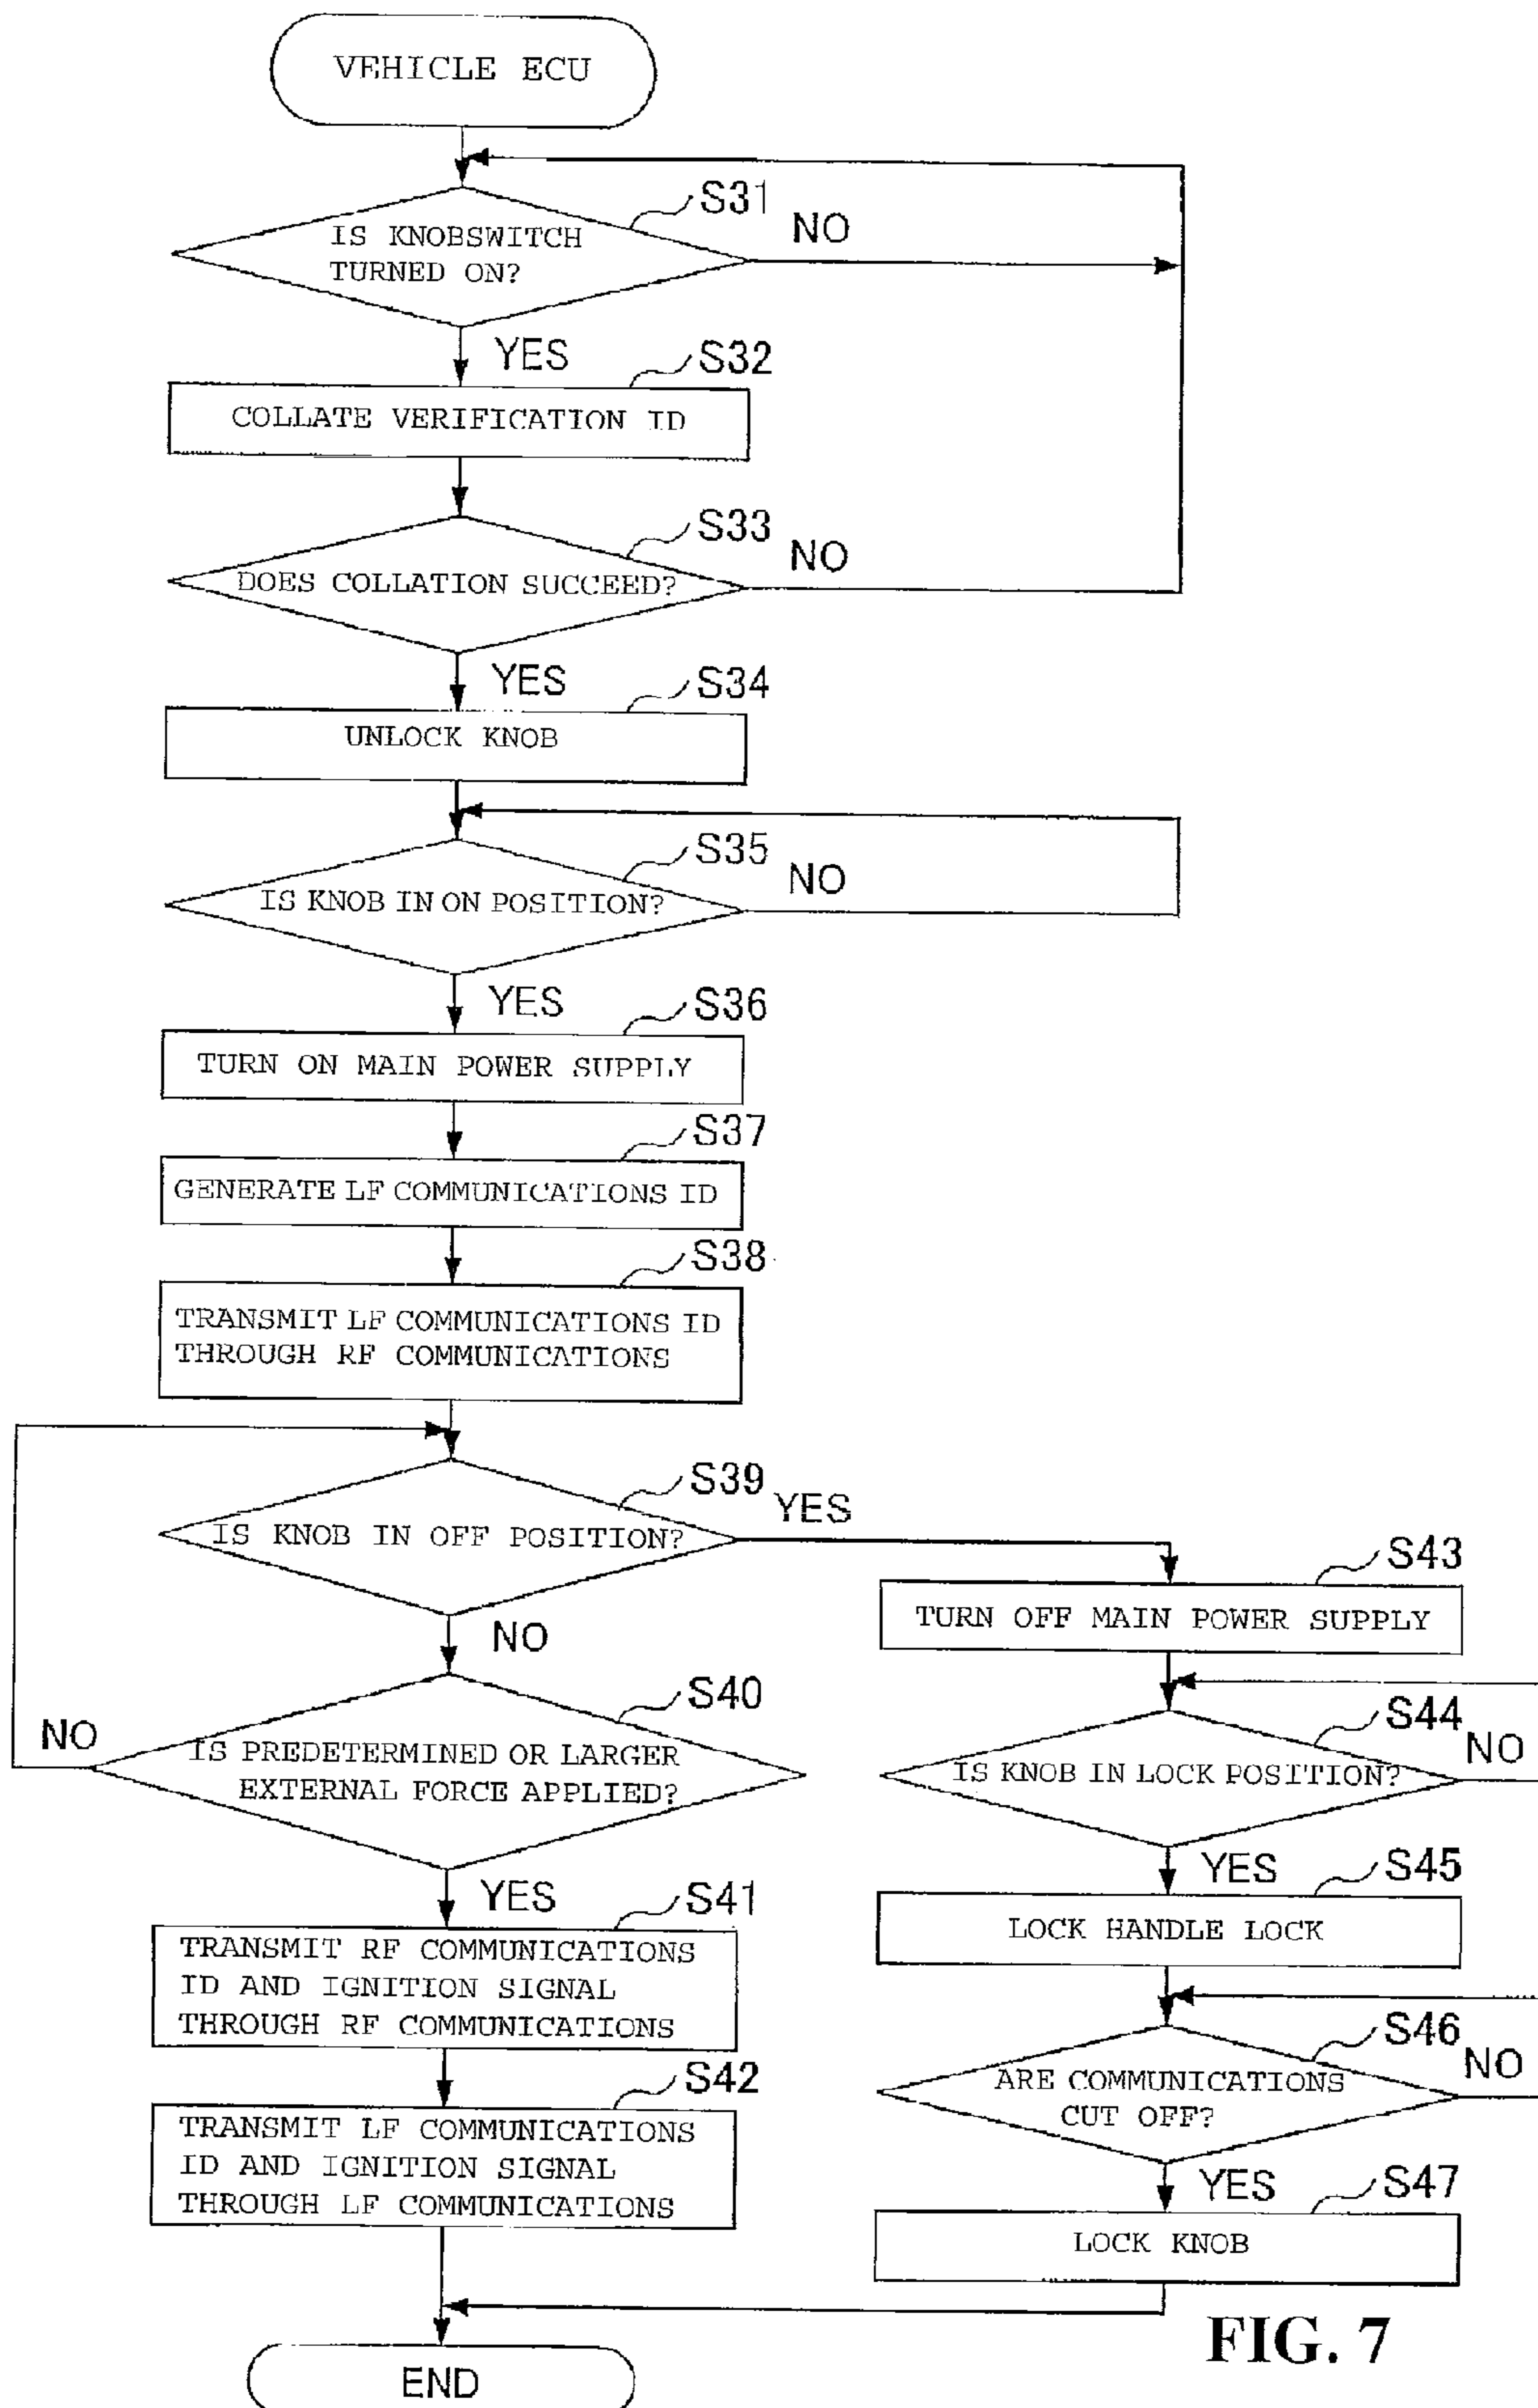 VEHICLE ECU
S31
IS KNOBSWITCH
TURNED ON?
NO
YES
S32
COLLATE VERIFICATION ID
S33
DOES COLLATION SUCCEED?
NO
YES
S34
UNLOCK KNOB
S35
IS KNOB IN ON POSITION?
NO
YES
S36
TURN ON MAIN POWER SUPPLY
S37
GENERATE LF COMMUNICATIONS ID
S38
TRANSMIT LF COMMUNICATIONS ID
THROUGH RF COMMUNICATIONS
S39
IS KNOB IN OFF POSITION?
YES
NO
S40
IS PREDETERMINED OR LARGER
EXTERNAL FORCE APPLIED?
NO
YES
S41
TRANSMIT RF COMMUNICATIONS
ID AND IGNITION SIGNAL
THROUGH RF COMMUNICATIONS
S42
TRANSMIT LF COMMUNICATIONS
ID AND IGNITION SIGNAL
THROUGH LF COMMUNICATIONS
S43
TURN OFF MAIN POWER SUPPLY
S44
IS KNOB IN LOCK POSITION?
NO
YES
S45
LOCK HANDLE LOCK
S46
ARE COMMUNICATIONS
CUT OFF?
NO
YES
S47
LOCK KNOB
END
FIG. 7